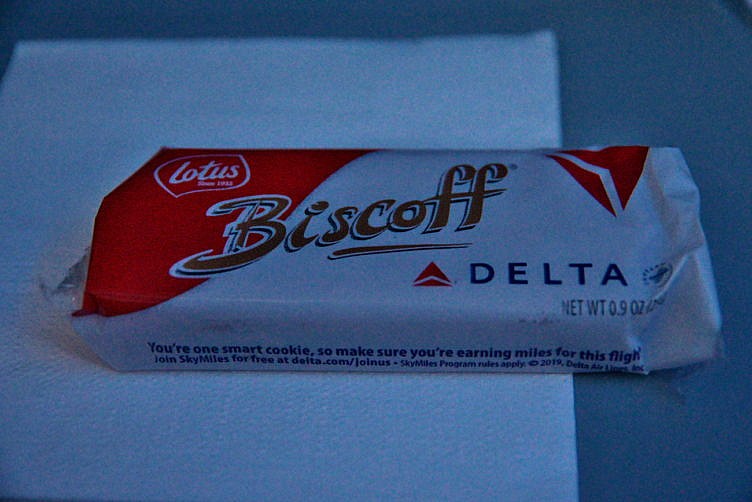 Lotus
Since 1932
Biscoff
DELTA
NET WT 0.9 OZ
You're one smart cookie, so make sure you're earning miles for this fligh
Join SkyMiles for free at delta.com/joinus • SkyMiles Program rules apply. © 2019, Delta Air Lines, Inc